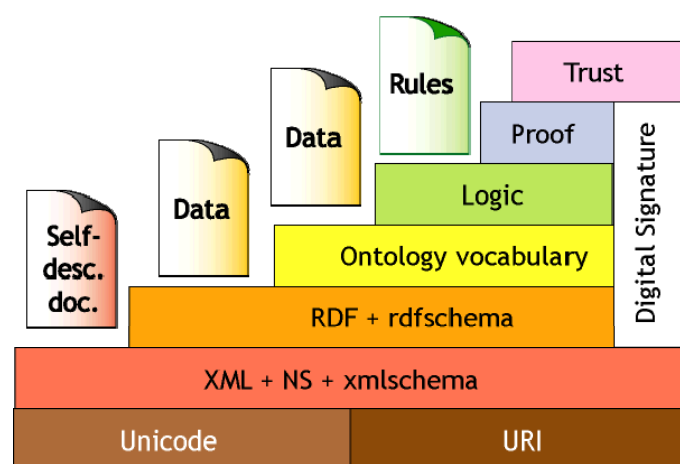 Rules
Trust
Data
Proof
Data
Logic
Self-
desc.
doc.
Ontology vocabulary
Digital Signature
RDF + rdfschema
XML + NS + xmlschema
Unicode
URI